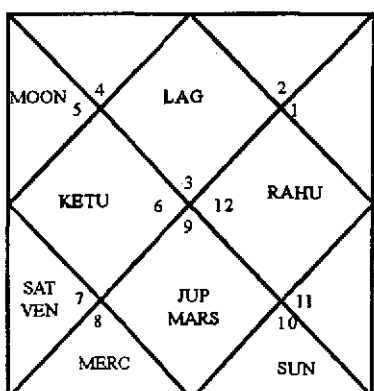 4 2
MOON LAG
5 1
3
KETU 6 12 RAHU
9
SAT 7 JUP 11
VEN 8 MARS 10
MERC SUN